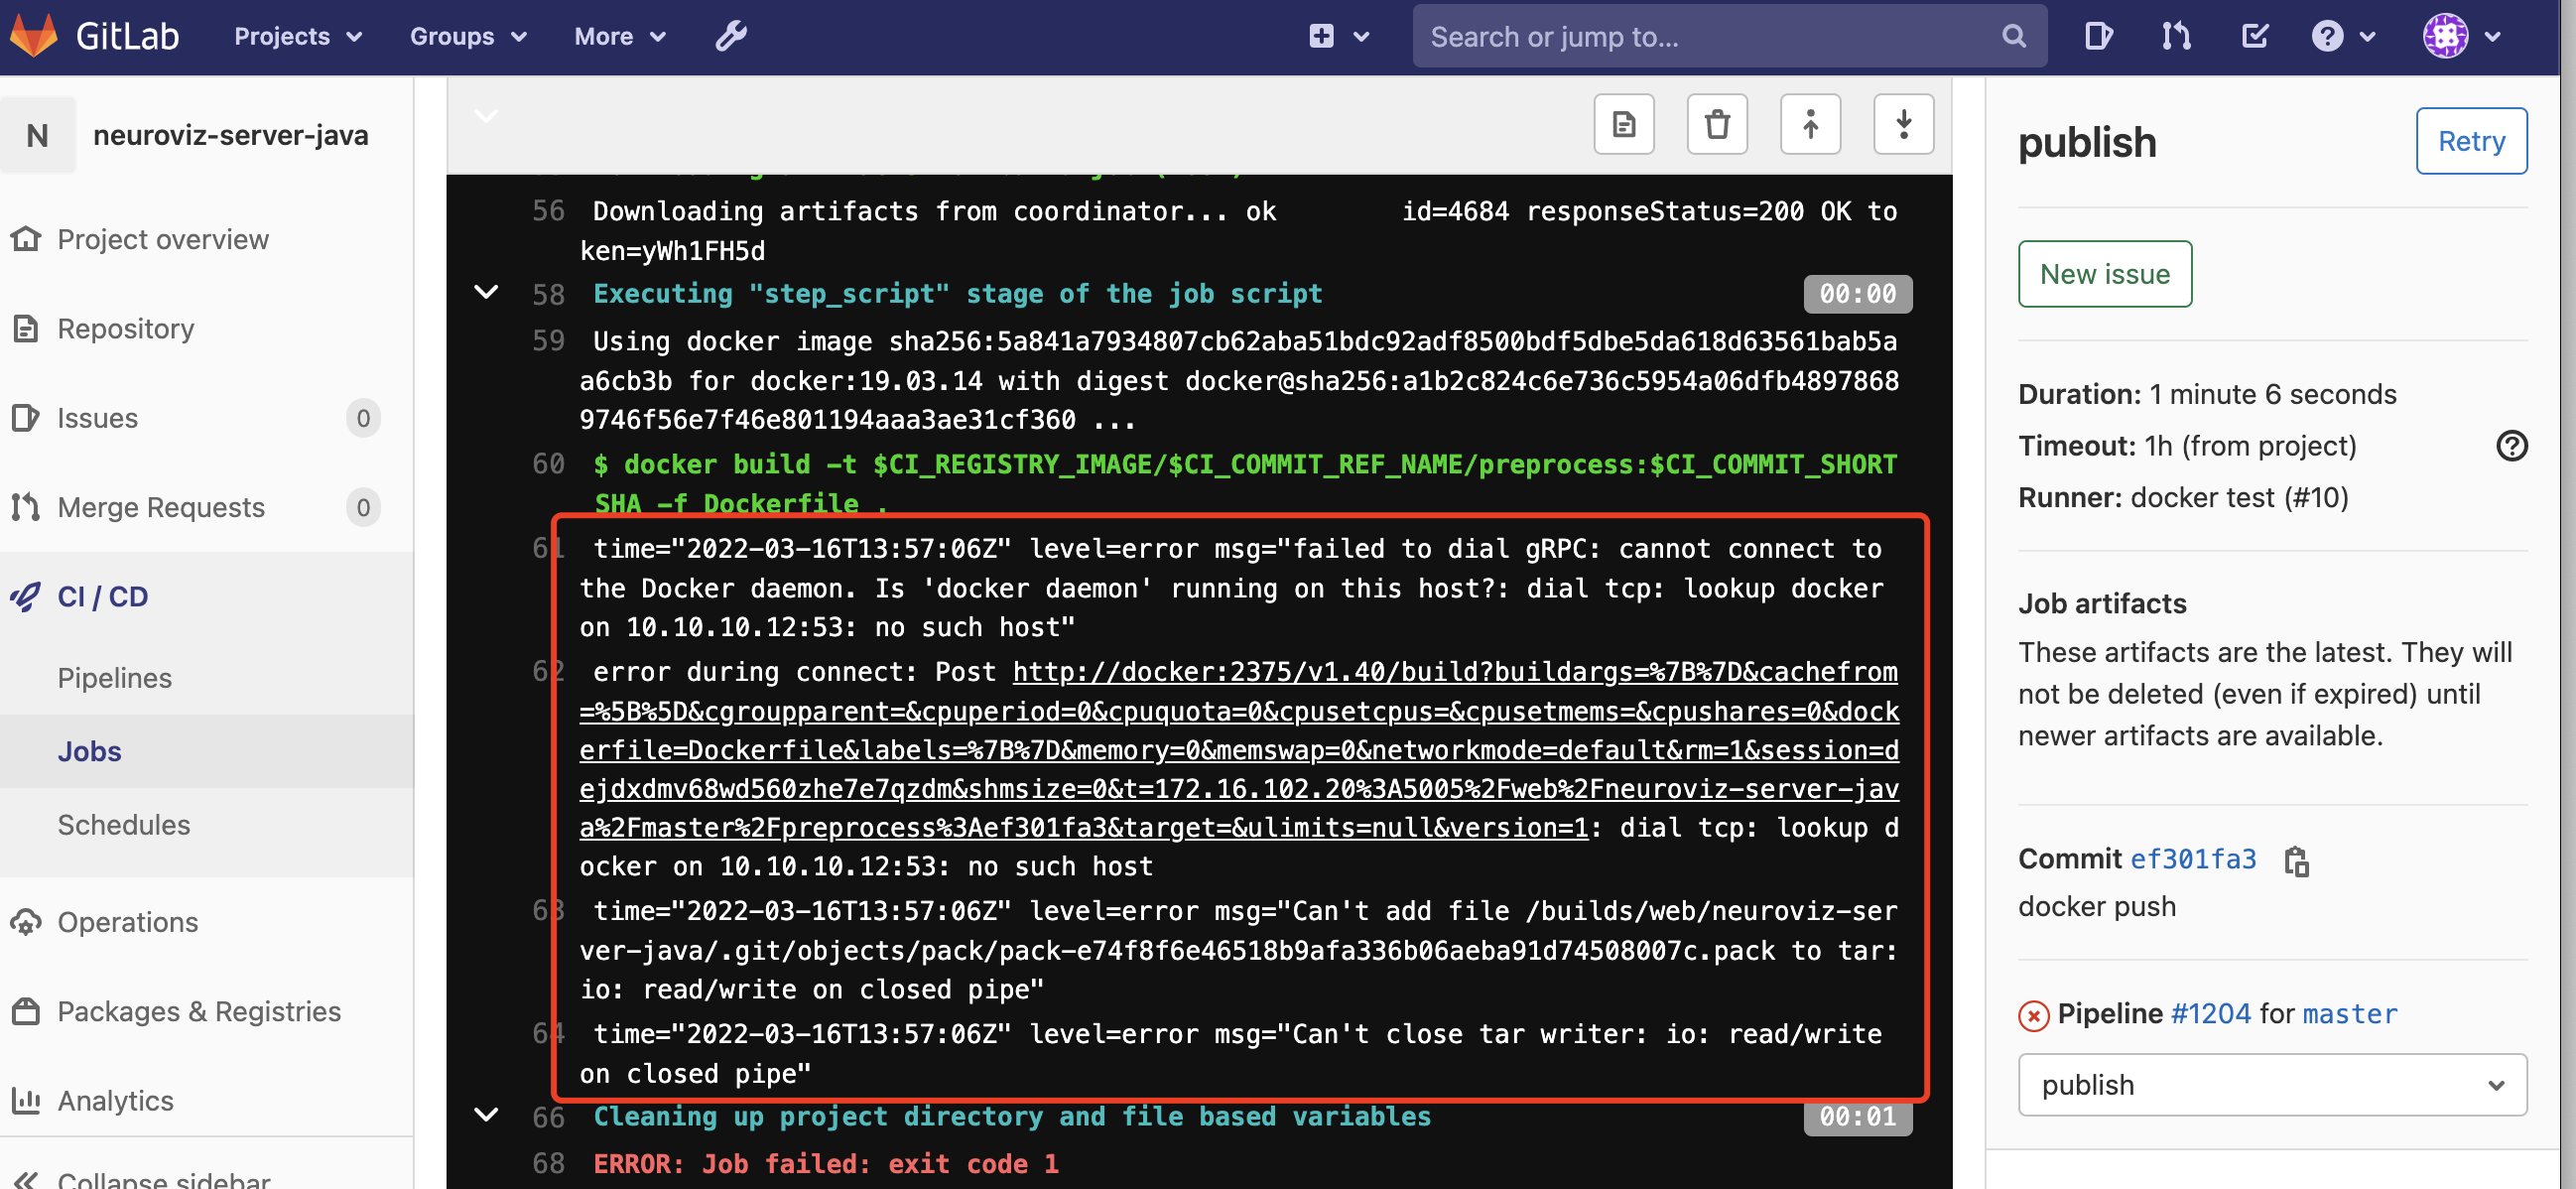 GitLab
Projects
Groups
More
Search or jump to...
N
neuroviz-server-java
Project overview
Repository
Issues
0
Merge Requests
0
CI / CD
Pipelines
Jobs
Schedules
Operations
Packages & Registries
Analytics
Collapse sidebar
56 Downloading artifacts from coordinator... ok id=4684 responseStatus=200 OK to
ken=yWh1FH5d
58 Executing "step_script" stage of the job script 00:00
59 Using docker image sha256:5a841a7934807cb62aba51bdc92adf8500bdf5dbe5da618d63561bab5a
a6cb3b for docker:19.03.14 with digest docker@sha256:a1b2c824c6e736c5954a06dfb4897868
9746f56e7f46e801194aaa3ae31cf360 ...
60 $ docker build -t $CI_REGISTRY_IMAGE/$CI_COMMIT_REF_NAME/preprocess:$CI_COMMIT_SHORT
SHA -f Dockerfile .
61 time="2022-03-16T13:57:06Z" level=error msg="failed to dial gRPC: cannot connect to
the Docker daemon. Is 'docker daemon' running on this host?: dial tcp: lookup docker
on 10.10.10.12:53: no such host"
62 error during connect: Post http://docker:2375/v1.40/build?buildargs=%7B%7D&cachefrom
=%5B%5D&cgroupparent=&cpuperiod=0&cpuquota=0&cpusetcpus=&cpusetmems=&cpushares=0&dock
erfile=Dockerfile&labels=%7B%7D&memory=0&memswap=0&networkmode=default&rm=1&session=d
ejdxdmv68wd560zhe7e7qzdm&shmsize=0&t=172.16.102.20%3A5005%2Fweb%2Fneuroviz-server-jav
a%2Fmaster%2Fpreprocess%3Aef301fa3&target=&ulimits=null&version=1: dial tcp: lookup d
ocker on 10.10.10.12:53: no such host
63 time="2022-03-16T13:57:06Z" level=error msg="Can't add file /builds/web/neuroviz-ser
ver-java/.git/objects/pack/pack-e74f8f6e46518b9afa336b06aeba91d74508007c.pack to tar:
io: read/write on closed pipe"
64 time="2022-03-16T13:57:06Z" level=error msg="Can't close tar writer: io: read/write
on closed pipe"
66 Cleaning up project directory and file based variables 00:01
68 ERROR: Job failed: exit code 1
publish
Retry
New issue
Duration: 1 minute 6 seconds
Timeout: 1h (from project)
Runner: docker test (#10)
Job artifacts
These artifacts are the latest. They will
not be deleted (even if expired) until
newer artifacts are available.
Commit ef301fa3
docker push
Pipeline #1204 for master
publish